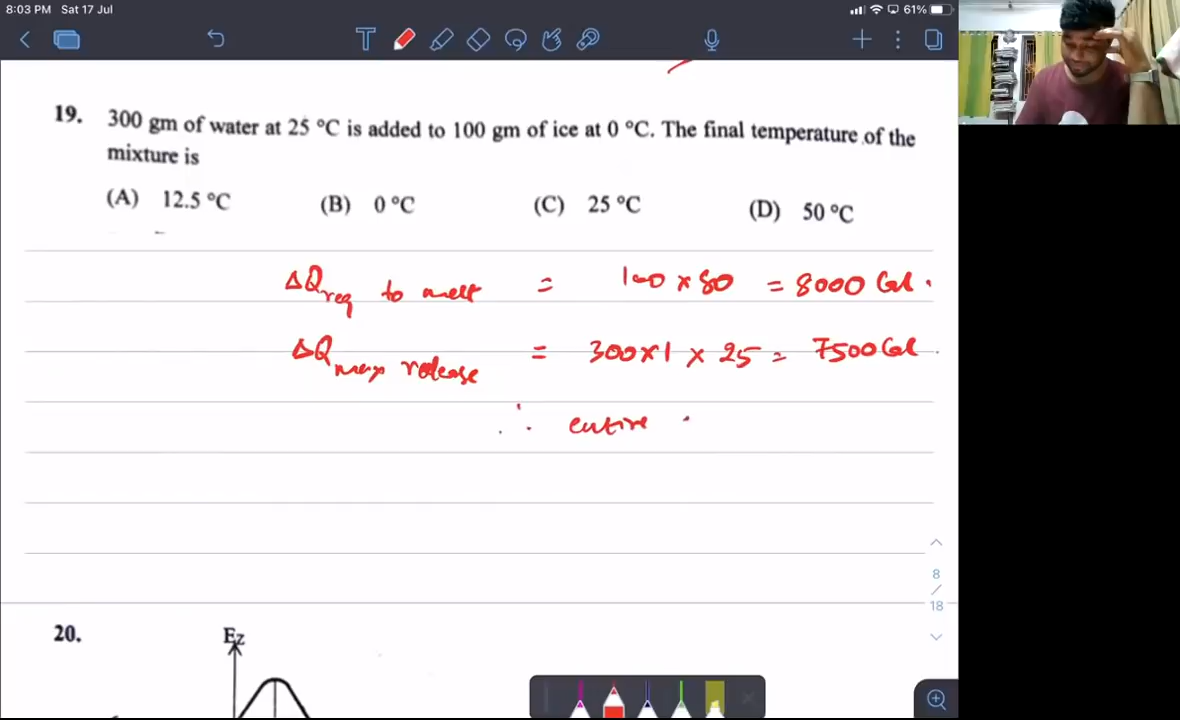 8:03 PM Sat 17 Jul
61%
19. 300 gm of water at 25 °C is added to 100 gm of ice at 0 °C. The final temperature of the
mixture is
(A) 12.5 °C (B) 0 °C (C) 25 °C (D) 50 °C
ΔQreq to melt = 100 × 80 = 8000 Cal.
ΔQmax release = 300×1 × 25 = 7500 Cal.
∴ entire
8
/
18
20.
Ez